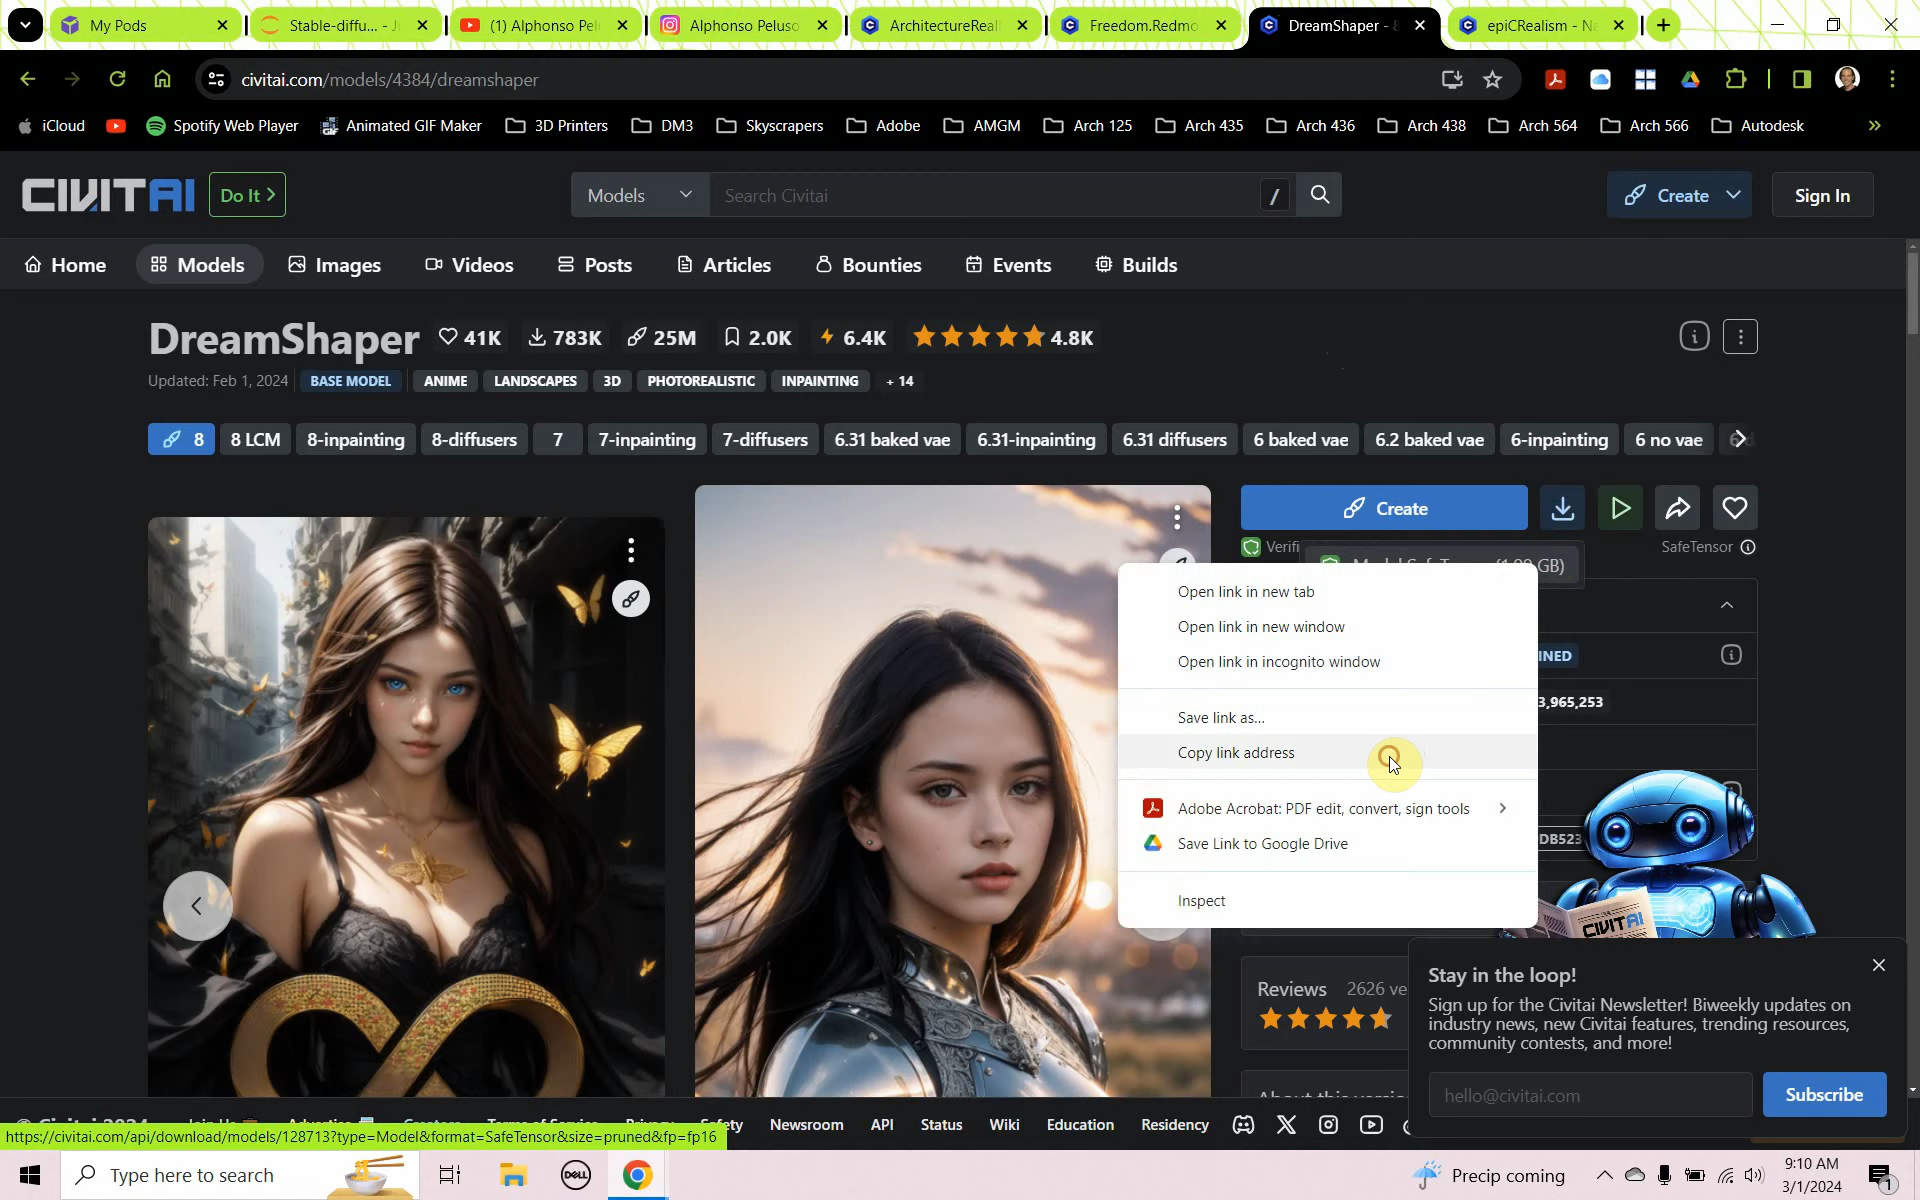 My Pods
Stable-diffu... - J
(1) Alphonso Pel
Alphonso Peluso
ArchitectureReal
Freedom.Redmo
DreamShaper - 8
epiCRealism - Na
civitai.com/models/4384/dreamshaper
iCloud
Spotify Web Player
Animated GIF Maker
3D Printers
DM3
Skyscrapers
Adobe
AMGM
Arch 125
Arch 435
Arch 436
Arch 438
Arch 564
Arch 566
Autodesk
»
CIVITAI
Do It >
Models
Search Civitai
/
Create
Sign In
Home
Models
Images
Videos
Posts
Articles
Bounties
Events
Builds
DreamShaper
41K
783K
25M
2.0K
6.4K
4.8K
Updated: Feb 1, 2024
BASE MODEL
ANIME
LANDSCAPES
3D
PHOTOREALISTIC
INPAINTING
+ 14
8
8 LCM
8-inpainting
8-diffusers
7
7-inpainting
7-diffusers
6.31 baked vae
6.31-inpainting
6.31 diffusers
6 baked vae
6.2 baked vae
6-inpainting
6 no vae
Create
Verifi
SafeTensor
GB)
Open link in new tab
Open link in new window
Open link in incognito window
Save link as...
Copy link address
Adobe Acrobat: PDF edit, convert, sign tools
Save Link to Google Drive
Inspect
INED
3,965,253
DB523
CIVITAI
Reviews
2626 ve
Stay in the loop!
Sign up for the Civitai Newsletter! Biweekly updates on
industry news, new Civitai features, trending resources,
community contests, and more!
hello@civitai.com
Subscribe
Newsroom
API
Status
Wiki
Education
Residency
https://civitai.com/api/download/models/128713?type=Model&format=SafeTensor&size=pruned&fp=fp16
Type here to search
DELL
Precip coming
9:10 AM
3/1/2024
1